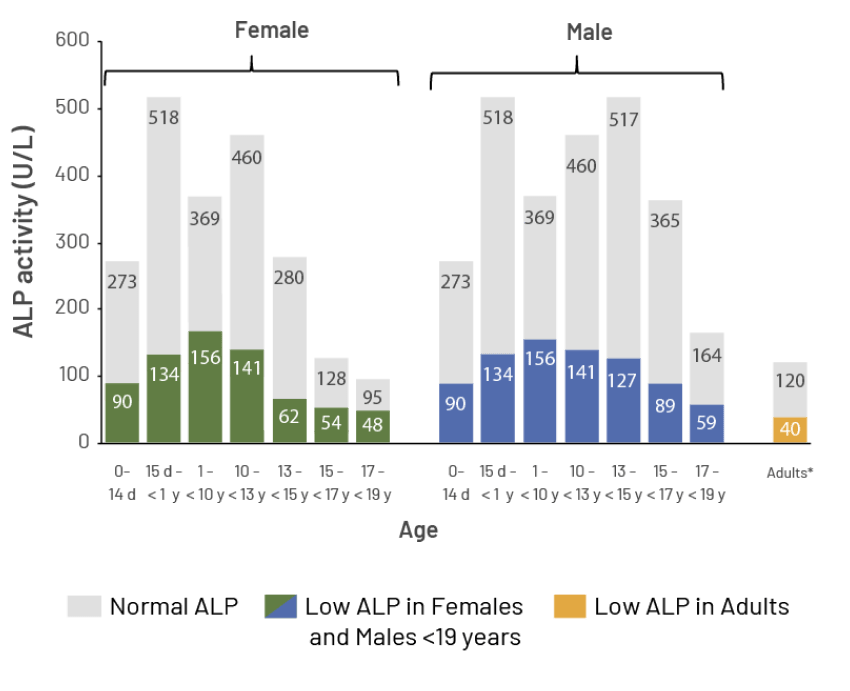 Female
Male
600
500
400
300
200
100
0
ALP activity (U/L)
273
518
369
460
280
128
95
90
134
156
141
62
54
48
273
518
369
460
517
365
164
90
134
156
141
127
89
59
120
40
0–
14 d
15 d –
< 1 y
1 –
< 10 y
10 –
< 13 y
13 –
< 15 y
15 –
< 17 y
17 –
< 19 y
0–
14 d
15 d –
< 1 y
1 –
< 10 y
10 –
< 13 y
13 –
< 15 y
15 –
< 17 y
17 –
< 19 y
Adults*
Age
Normal ALP
Low ALP in Females
and Males <19 years
Low ALP in Adults